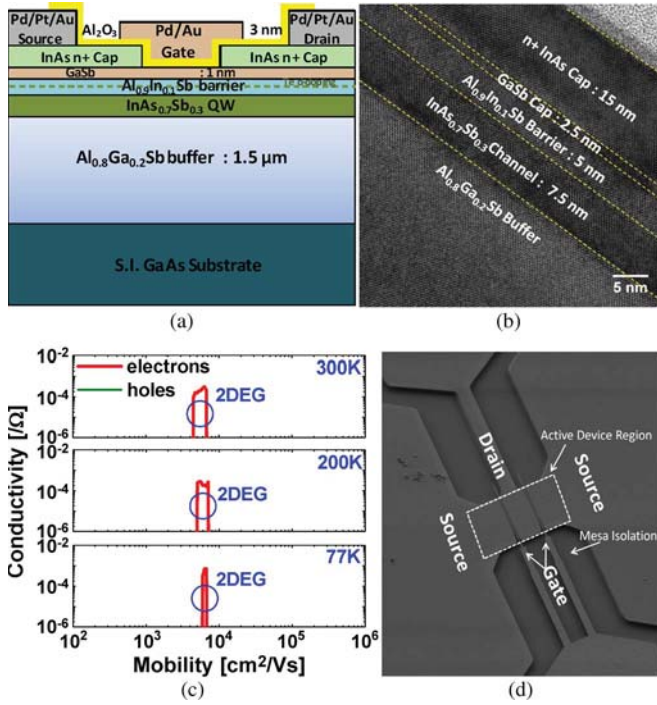 Pd/Pt/Au
Source
Al2O3
Pd/Au
Gate
3 nm
Pd/Pt/Au
Drain
InAs n+ Cap
InAs n+ Cap
GaSb
: 1 nm
Al0.9In0.1Sb barrier
InAs0.7Sb0.3 QW
Al0.8Ga0.2Sb buffer : 1.5 μm
S.I. GaAs Substrate
(a)
n+ InAs Cap : 15 nm
GaSb Cap : 2.5 nm
Al0.9In0.1Sb Barrier : 5 nm
InAs0.7Sb0.3 Channel : 7.5 nm
Al0.8Ga0.2Sb Buffer
5 nm
(b)
Conductivity [/Ω]
10-2
10-4
10-6
electrons
holes
2DEG
300K
10-2
10-4
10-6
2DEG
200K
10-2
10-4
10-6
2DEG
77K
102
103
104
105
106
Mobility [cm2/Vs]
(c)
Drain
Active Device Region
Source
Source
Mesa Isolation
Gate
(d)